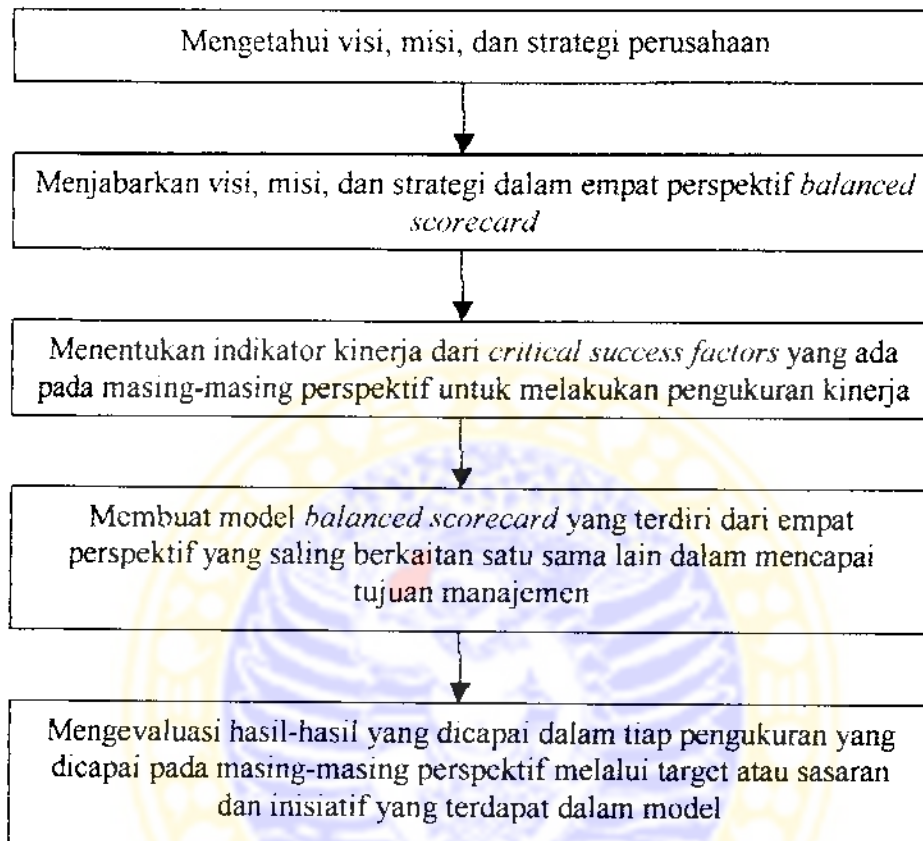 Mengetahui visi, misi, dan strategi perusahaan
Menjabarkan visi, misi, dan strategi dalam empat perspektif balanced
scorecard
Menentukan indikator kinerja dari critical success factors yang ada
pada masing-masing perspektif untuk melakukan pengukuran kinerja
Membuat model balanced scorecard yang terdiri dari empat
perspektif yang saling berkaitan satu sama lain dalam mencapai
tujuan manajemen
Mengevaluasi hasil-hasil yang dicapai dalam tiap pengukuran yang
dicapai pada masing-masing perspektif melalui target atau sasaran
dan inisiatif yang terdapat dalam model